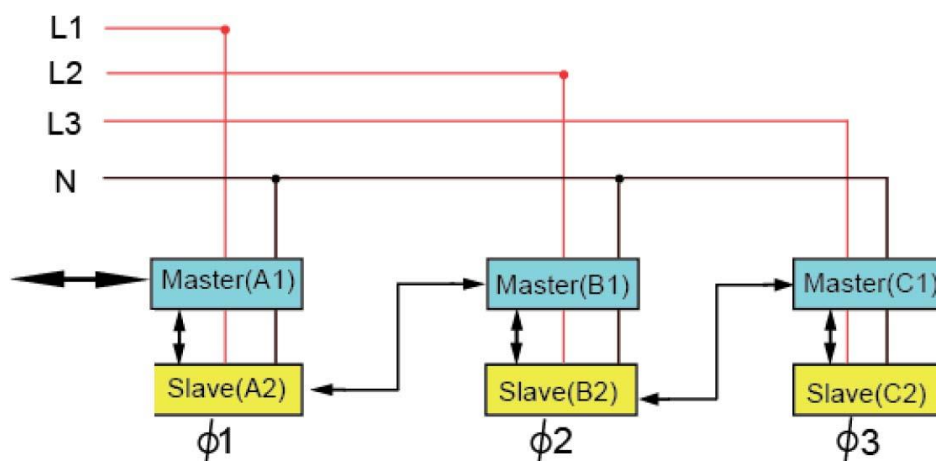 L1
L2
L3
N
Master(A1) Master(B1) Master(C1)
Slave(A2) Slave(B2) Slave(C2)
ϕ1 ϕ2 ϕ3